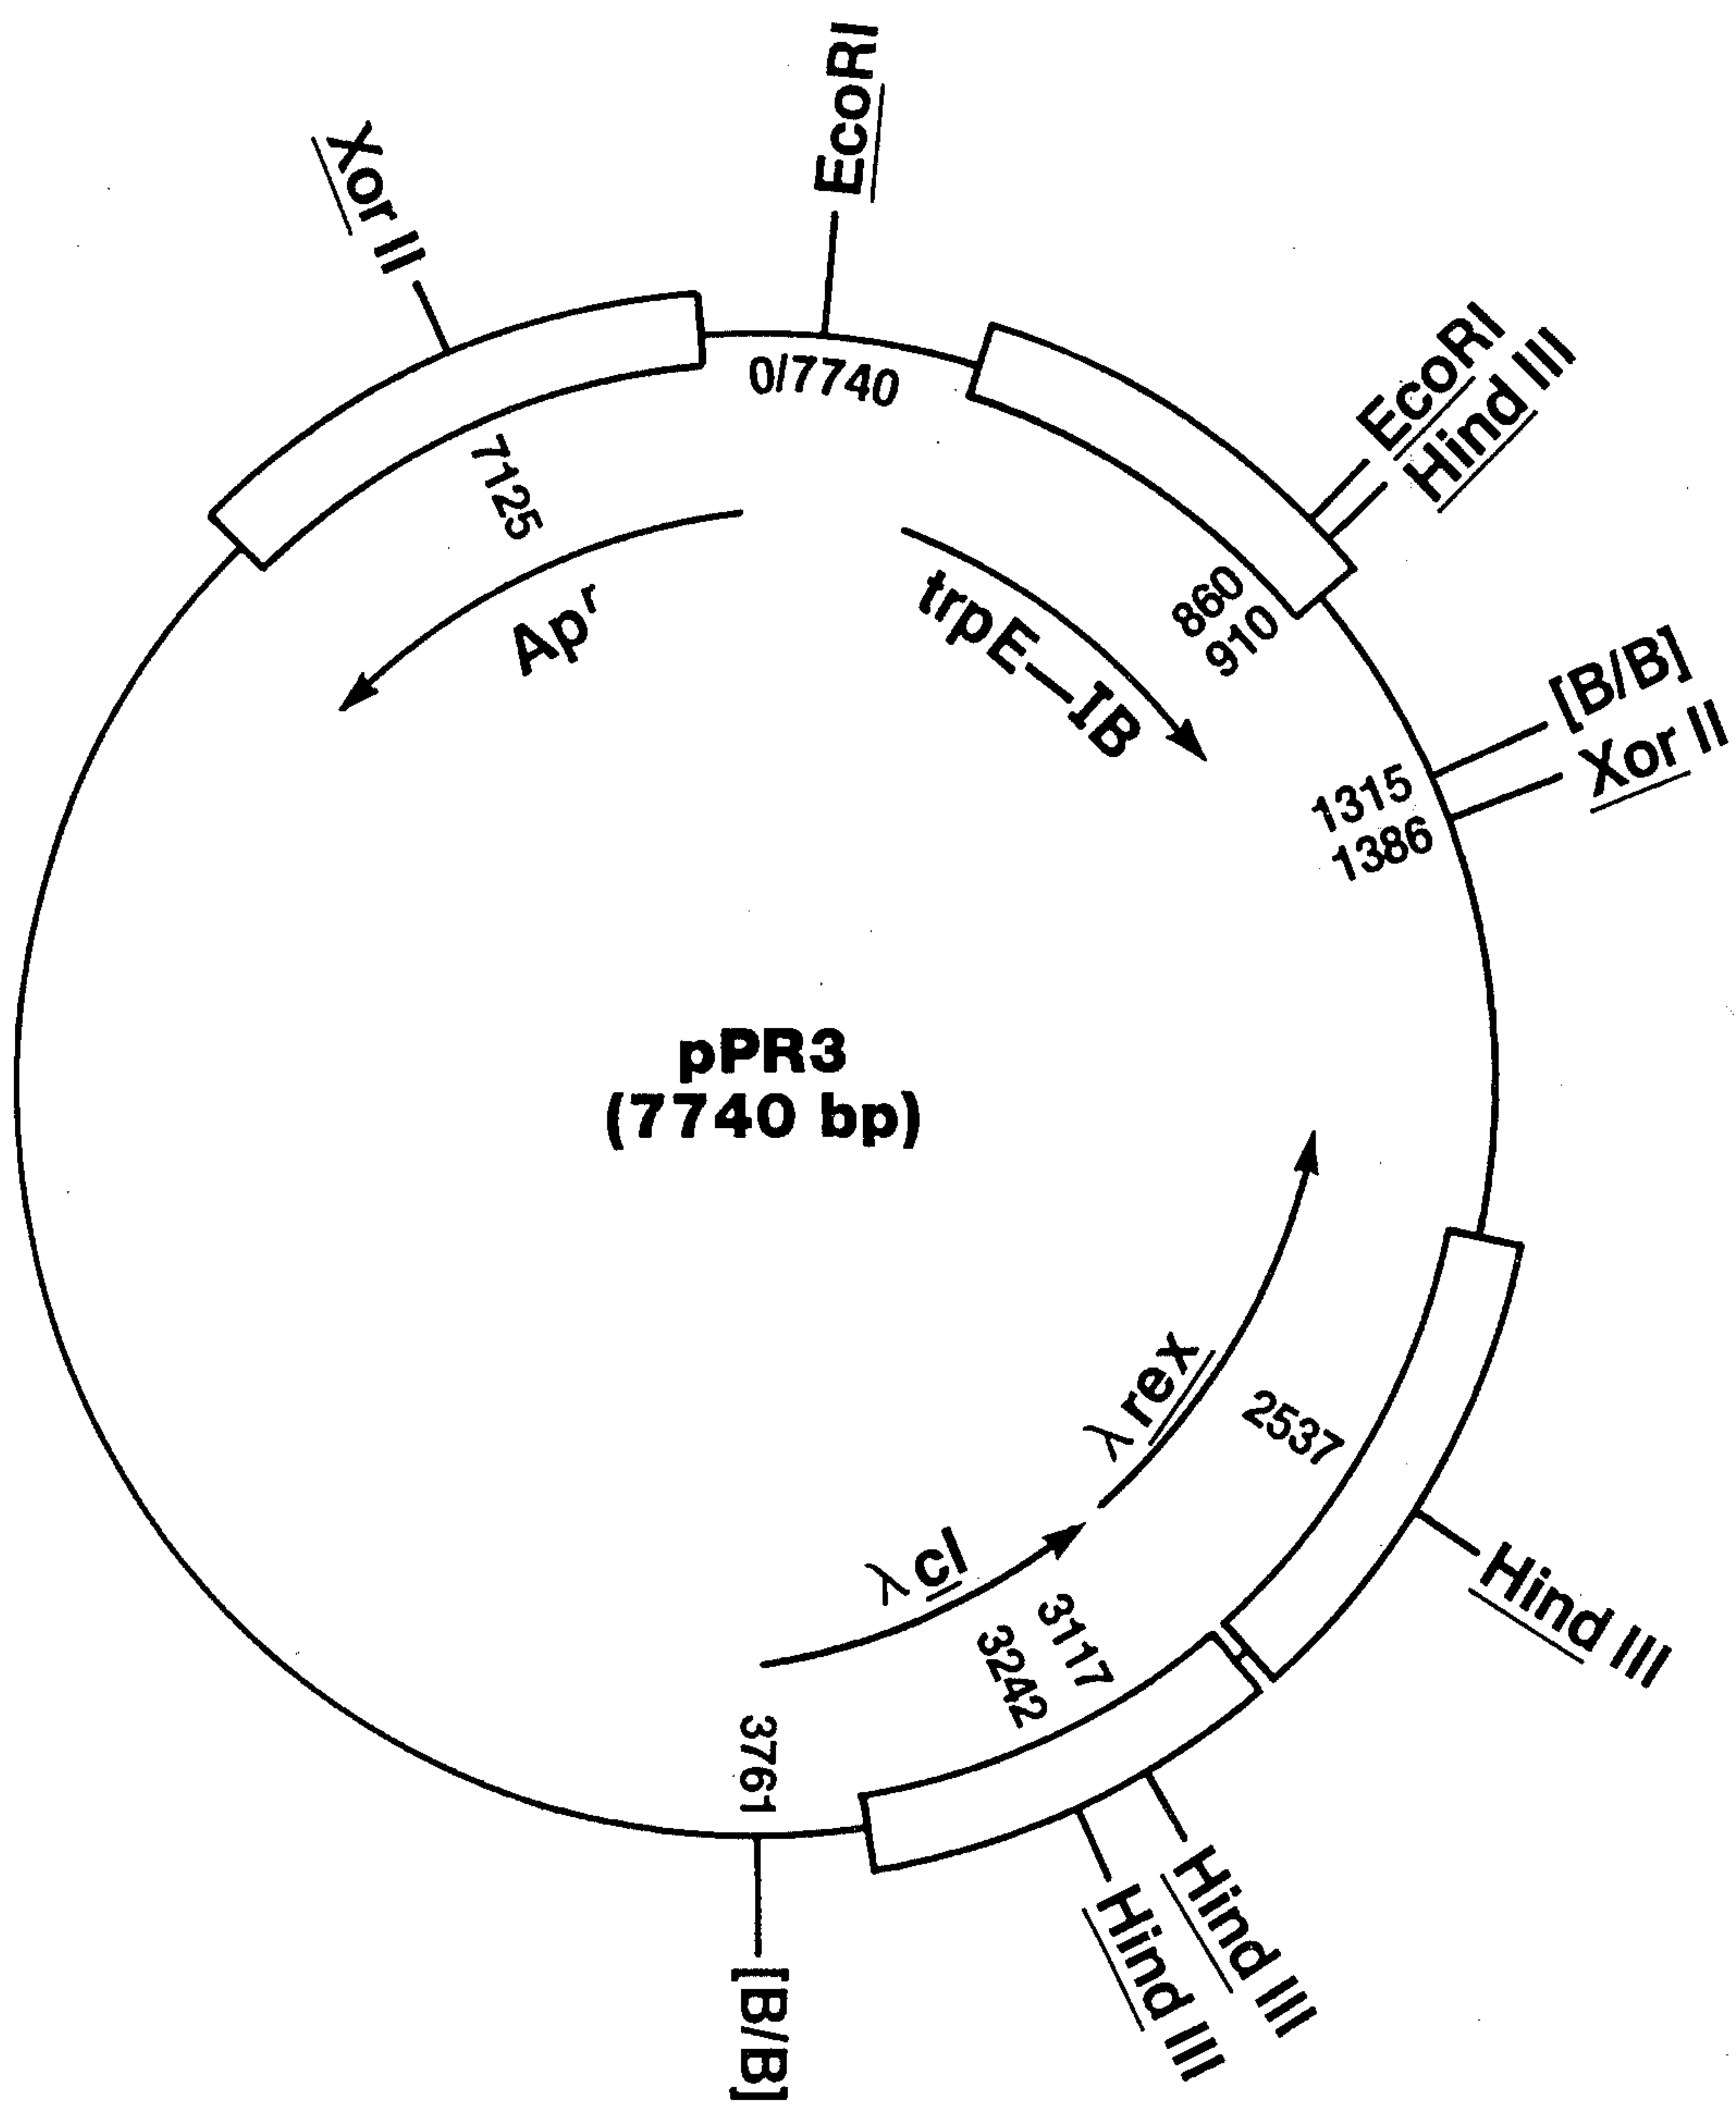 EcoRI
Xor II
0/7740
EcoRI
Hind III
7125
Apʳ
trpE—IB
860
910
[B/B]
Xor II
1315
1386
pPR3
(7740 bp)
λ rex
2537
λ cI
3117
3242
Hind III
3761
Hind III
Hind III
[B/B]